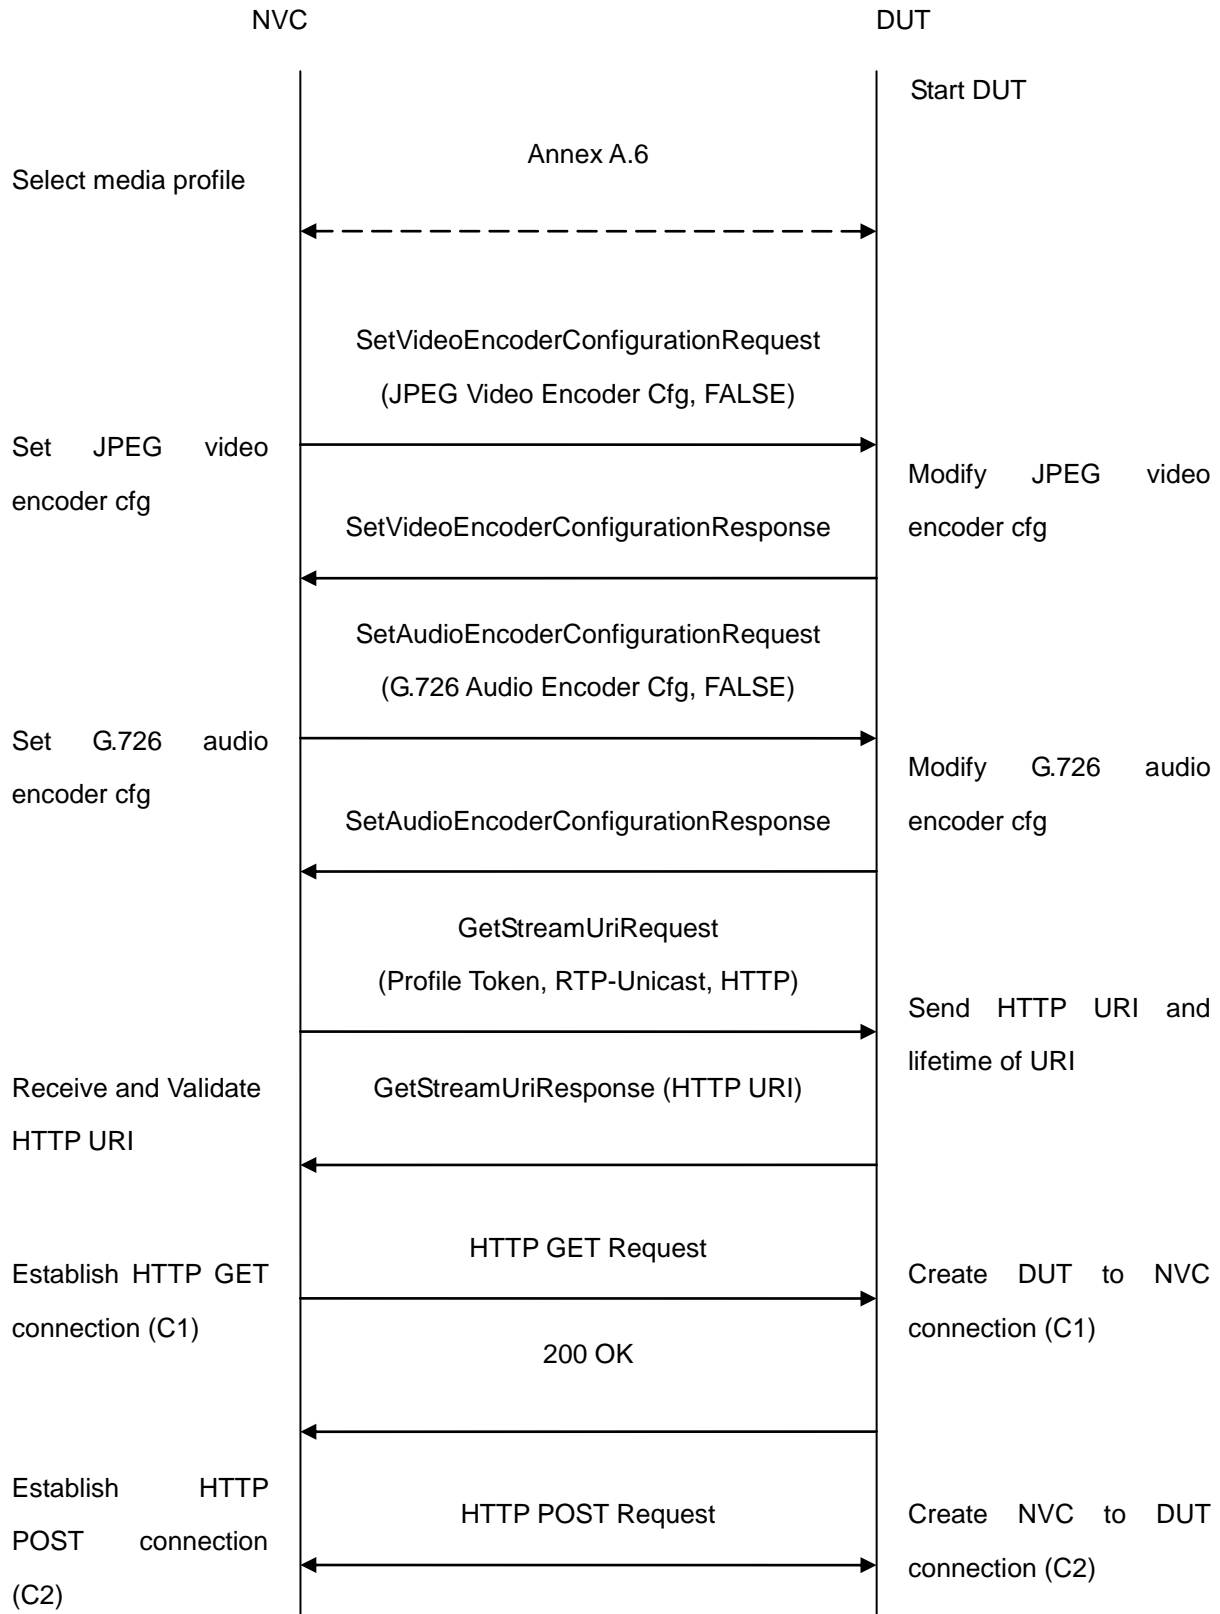 NVC
DUT
Start DUT
Annex A.6
Select media profile
SetVideoEncoderConfigurationRequest
(JPEG Video Encoder Cfg, FALSE)
Set JPEG video
encoder cfg
Modify JPEG video
encoder cfg
SetVideoEncoderConfigurationResponse
SetAudioEncoderConfigurationRequest
(G.726 Audio Encoder Cfg, FALSE)
Set G.726 audio
encoder cfg
Modify G.726 audio
encoder cfg
SetAudioEncoderConfigurationResponse
GetStreamUriRequest
(Profile Token, RTP-Unicast, HTTP)
Send HTTP URI and
lifetime of URI
Receive and Validate
HTTP URI
GetStreamUriResponse (HTTP URI)
HTTP GET Request
Establish HTTP GET
connection (C1)
Create DUT to NVC
connection (C1)
200 OK
Establish HTTP
POST connection
(C2)
HTTP POST Request
Create NVC to DUT
connection (C2)